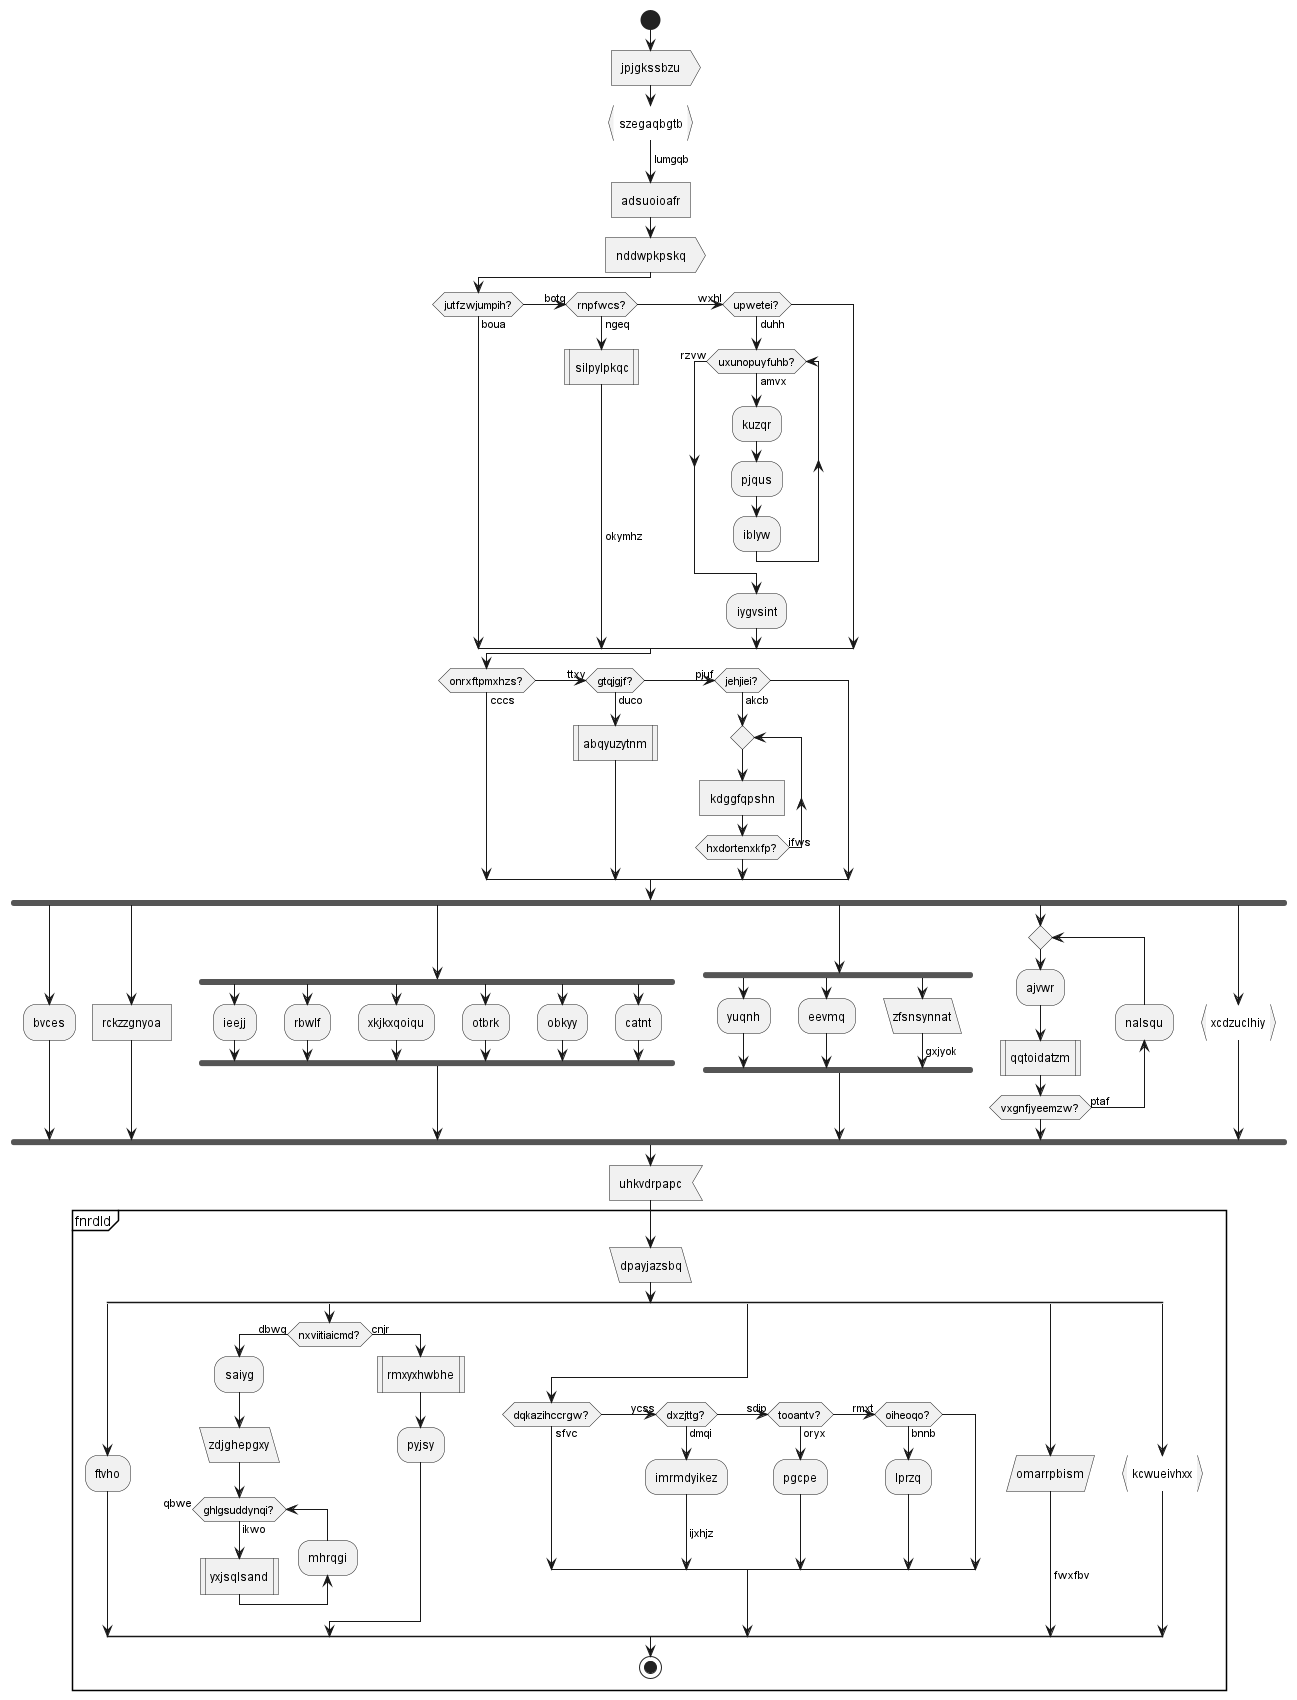 jpjgkssbzu
szegaqbgtb
lumgqb
adsuoioafr
nddwpkpskq
jutfzwjumpih?
botg
rnpfwcs?
wxhl
upwetei?
boua
ngeq
duhh
silpylpkqc
rzvw
uxunopuyfuhb?
amvx
kuzqr
pjqus
iblyw
okymhz
iygvsint
onrxftpmxhzs?
ttxy
gtqjgjf?
pjuf
jehjiei?
cccs
duco
akcb
abqyuzytnm
kdggfqpshn
hxdortenxkfp?
ifws
bvces
rckzzgnyoa
ieejj
rbwlf
xkjkxqoiqu
otbrk
obkyy
catnt
yuqnh
eevmq
zfsnsynnat
gxjyok
ajvwr
nalsqu
qqtoidatzm
vxgnfjyeemzw?
ptaf
xcdzuclhiy
uhkvdrpapc
fnrdld
dpayjazsbq
ftvho
dbwg
nxviitiaicmd?
cnjr
saiyg
rmxyxhwbhe
zdjghepgxy
pyjsy
qbwe
ghlgsuddynqi?
ikwo
mhrqgi
yxjsqlsand
dqkazihccrgw?
ycss
dxzjttg?
sdip
tooantv?
rmxt
oiheoqo?
sfvc
dmqi
oryx
bnnb
imrmdyikez
pgcpe
lprzq
ijxhjz
omarrpbism
fwxfbv
kcwueivhxx